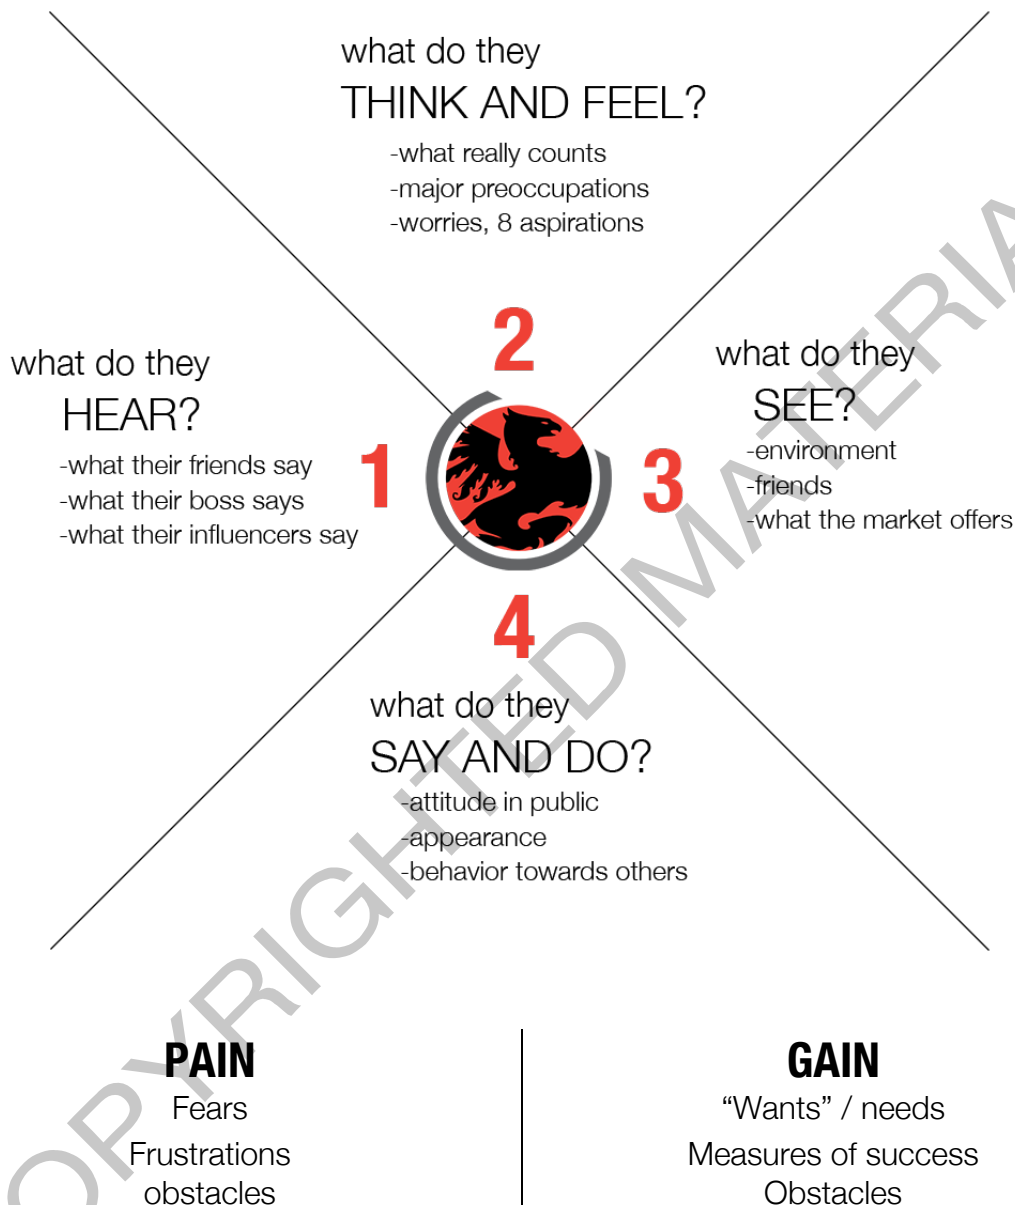 what do they
THINK AND FEEL?
-what really counts
-major preoccupations
-worries, 8 aspirations
2
what do they
HEAR?
-what their friends say
-what their boss says
-what their influencers say
1
3
what do they
SEE?
-environment
-friends
-what the market offers
4
what do they
SAY AND DO?
-attitude in public
-appearance
-behavior towards others
PAIN
Fears
Frustrations
obstacles
GAIN
“Wants” / needs
Measures of success
Obstacles
OPYRIGHTED MATERIA